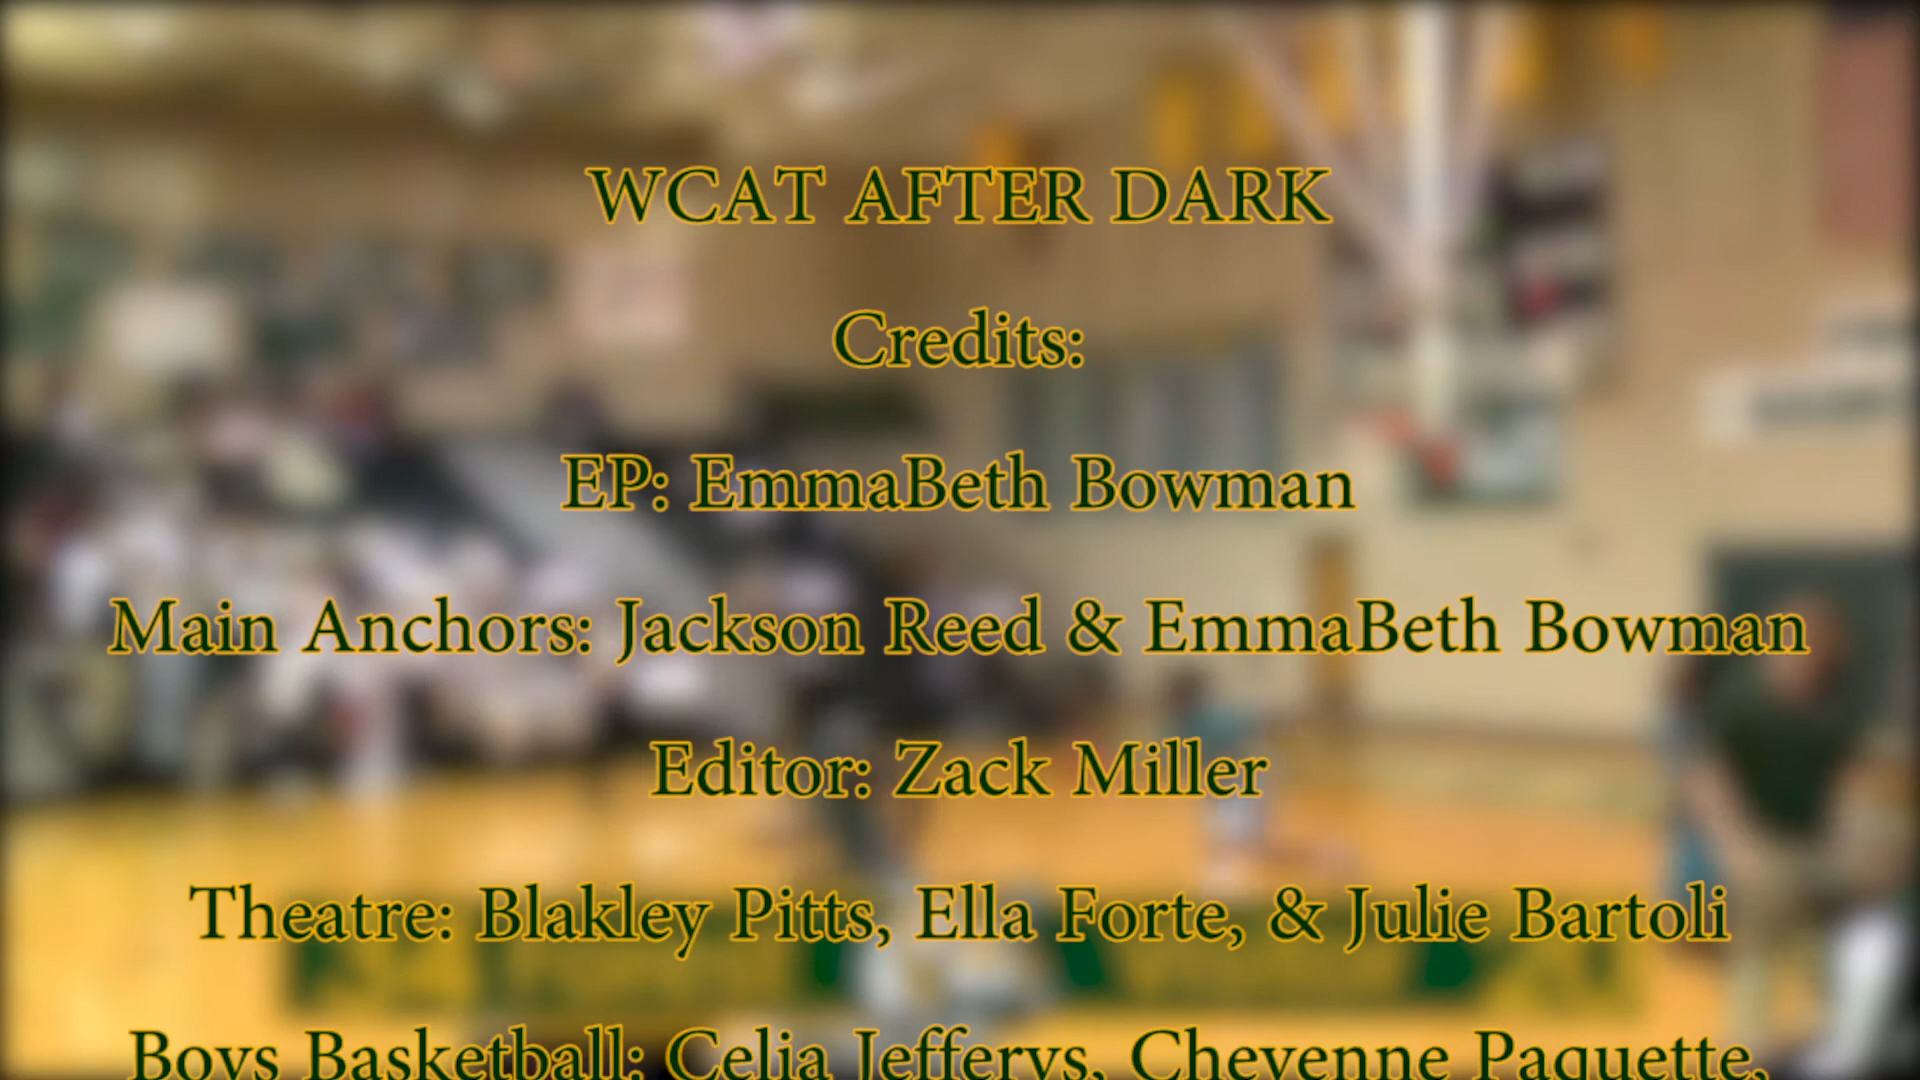 WCAT AFTER DARK
Credits:
EP: EmmaBeth Bowman
Main Anchors: Jackson Reed & EmmaBeth Bowman
Editor: Zack Miller
Theatre: Blakley Pitts, Ella Forte, & Julie Bartoli
Boys Basketball: Celia Jefferys, Cheyenne Paquette,